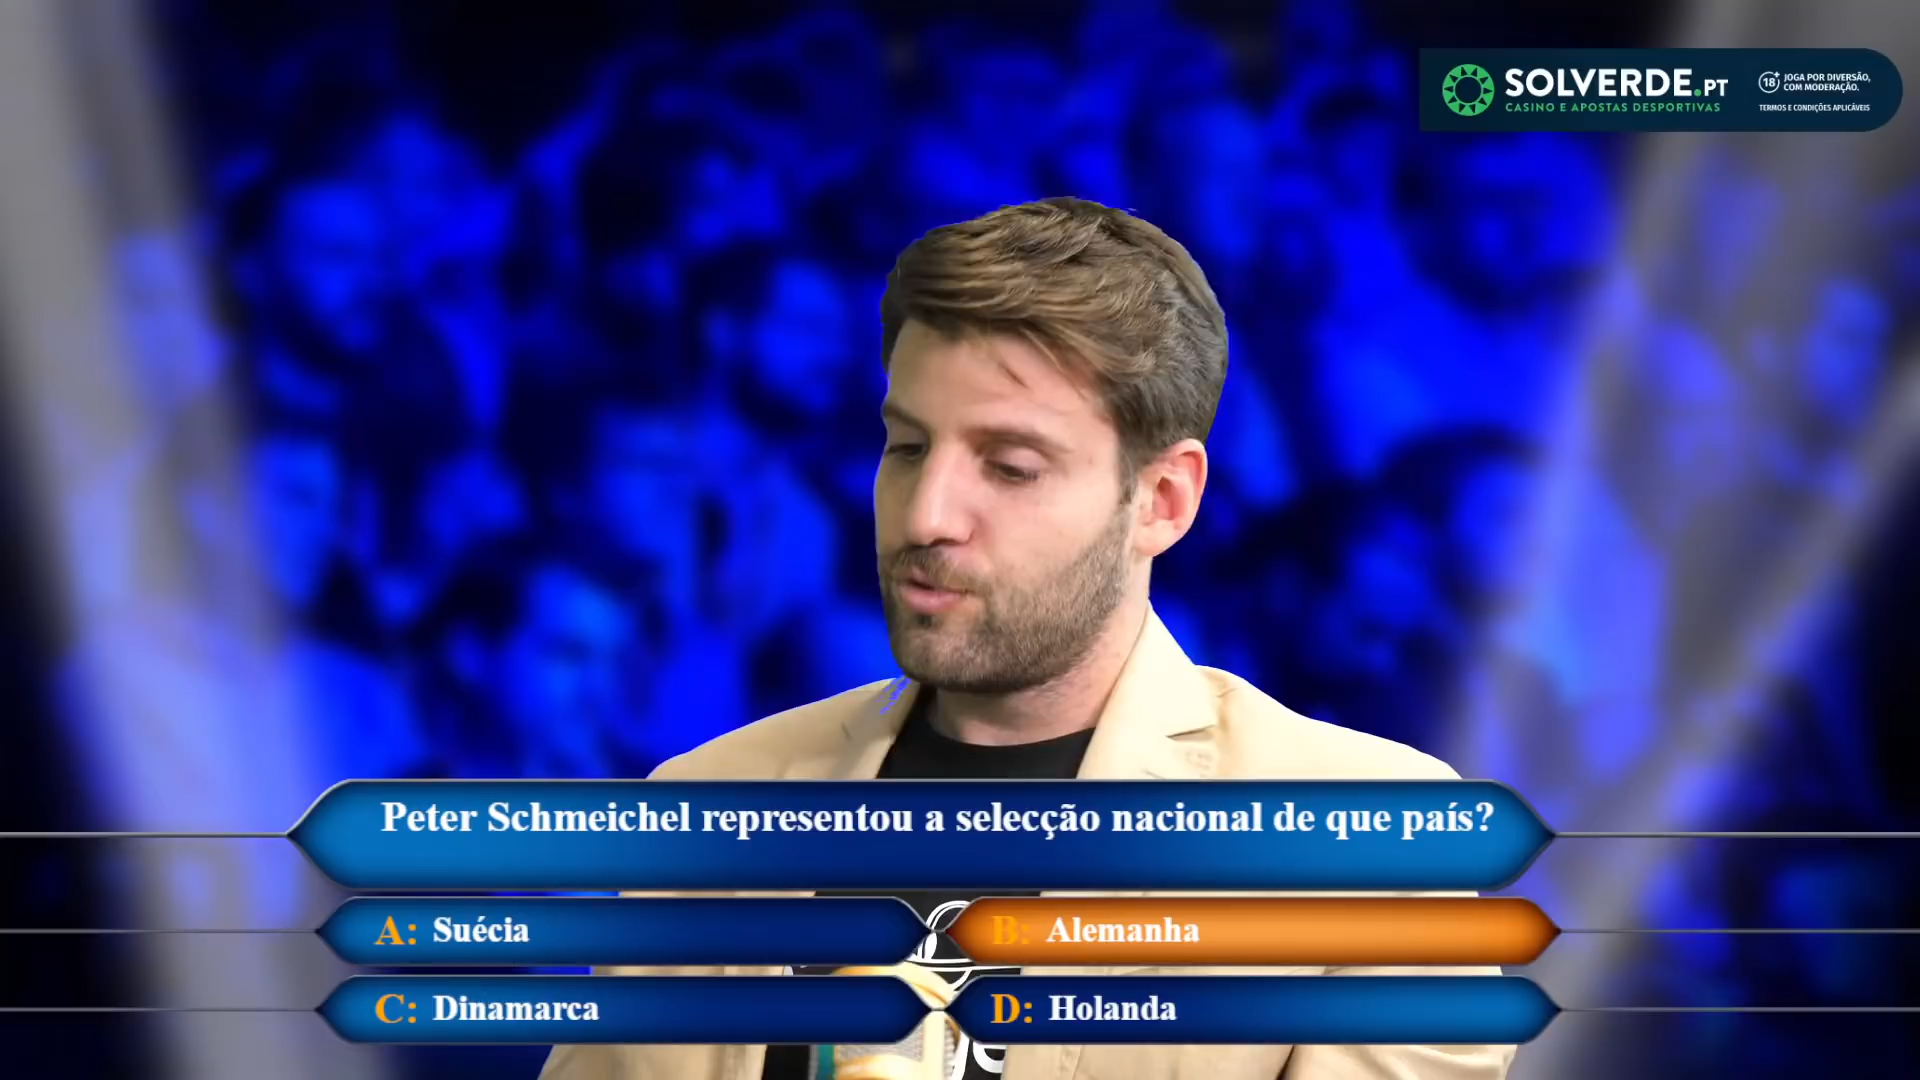 SOLVERDE.PT
CASINO E APOSTAS DESPORTIVAS
18+ JOGA POR DIVERSÃO,
COM MODERAÇÃO.
TERMOS E CONDIÇÕES APLICÁVEIS
Peter Schmeichel representou a selecção nacional de que país?
A: Suécia
B: Alemanha
C: Dinamarca
D: Holanda